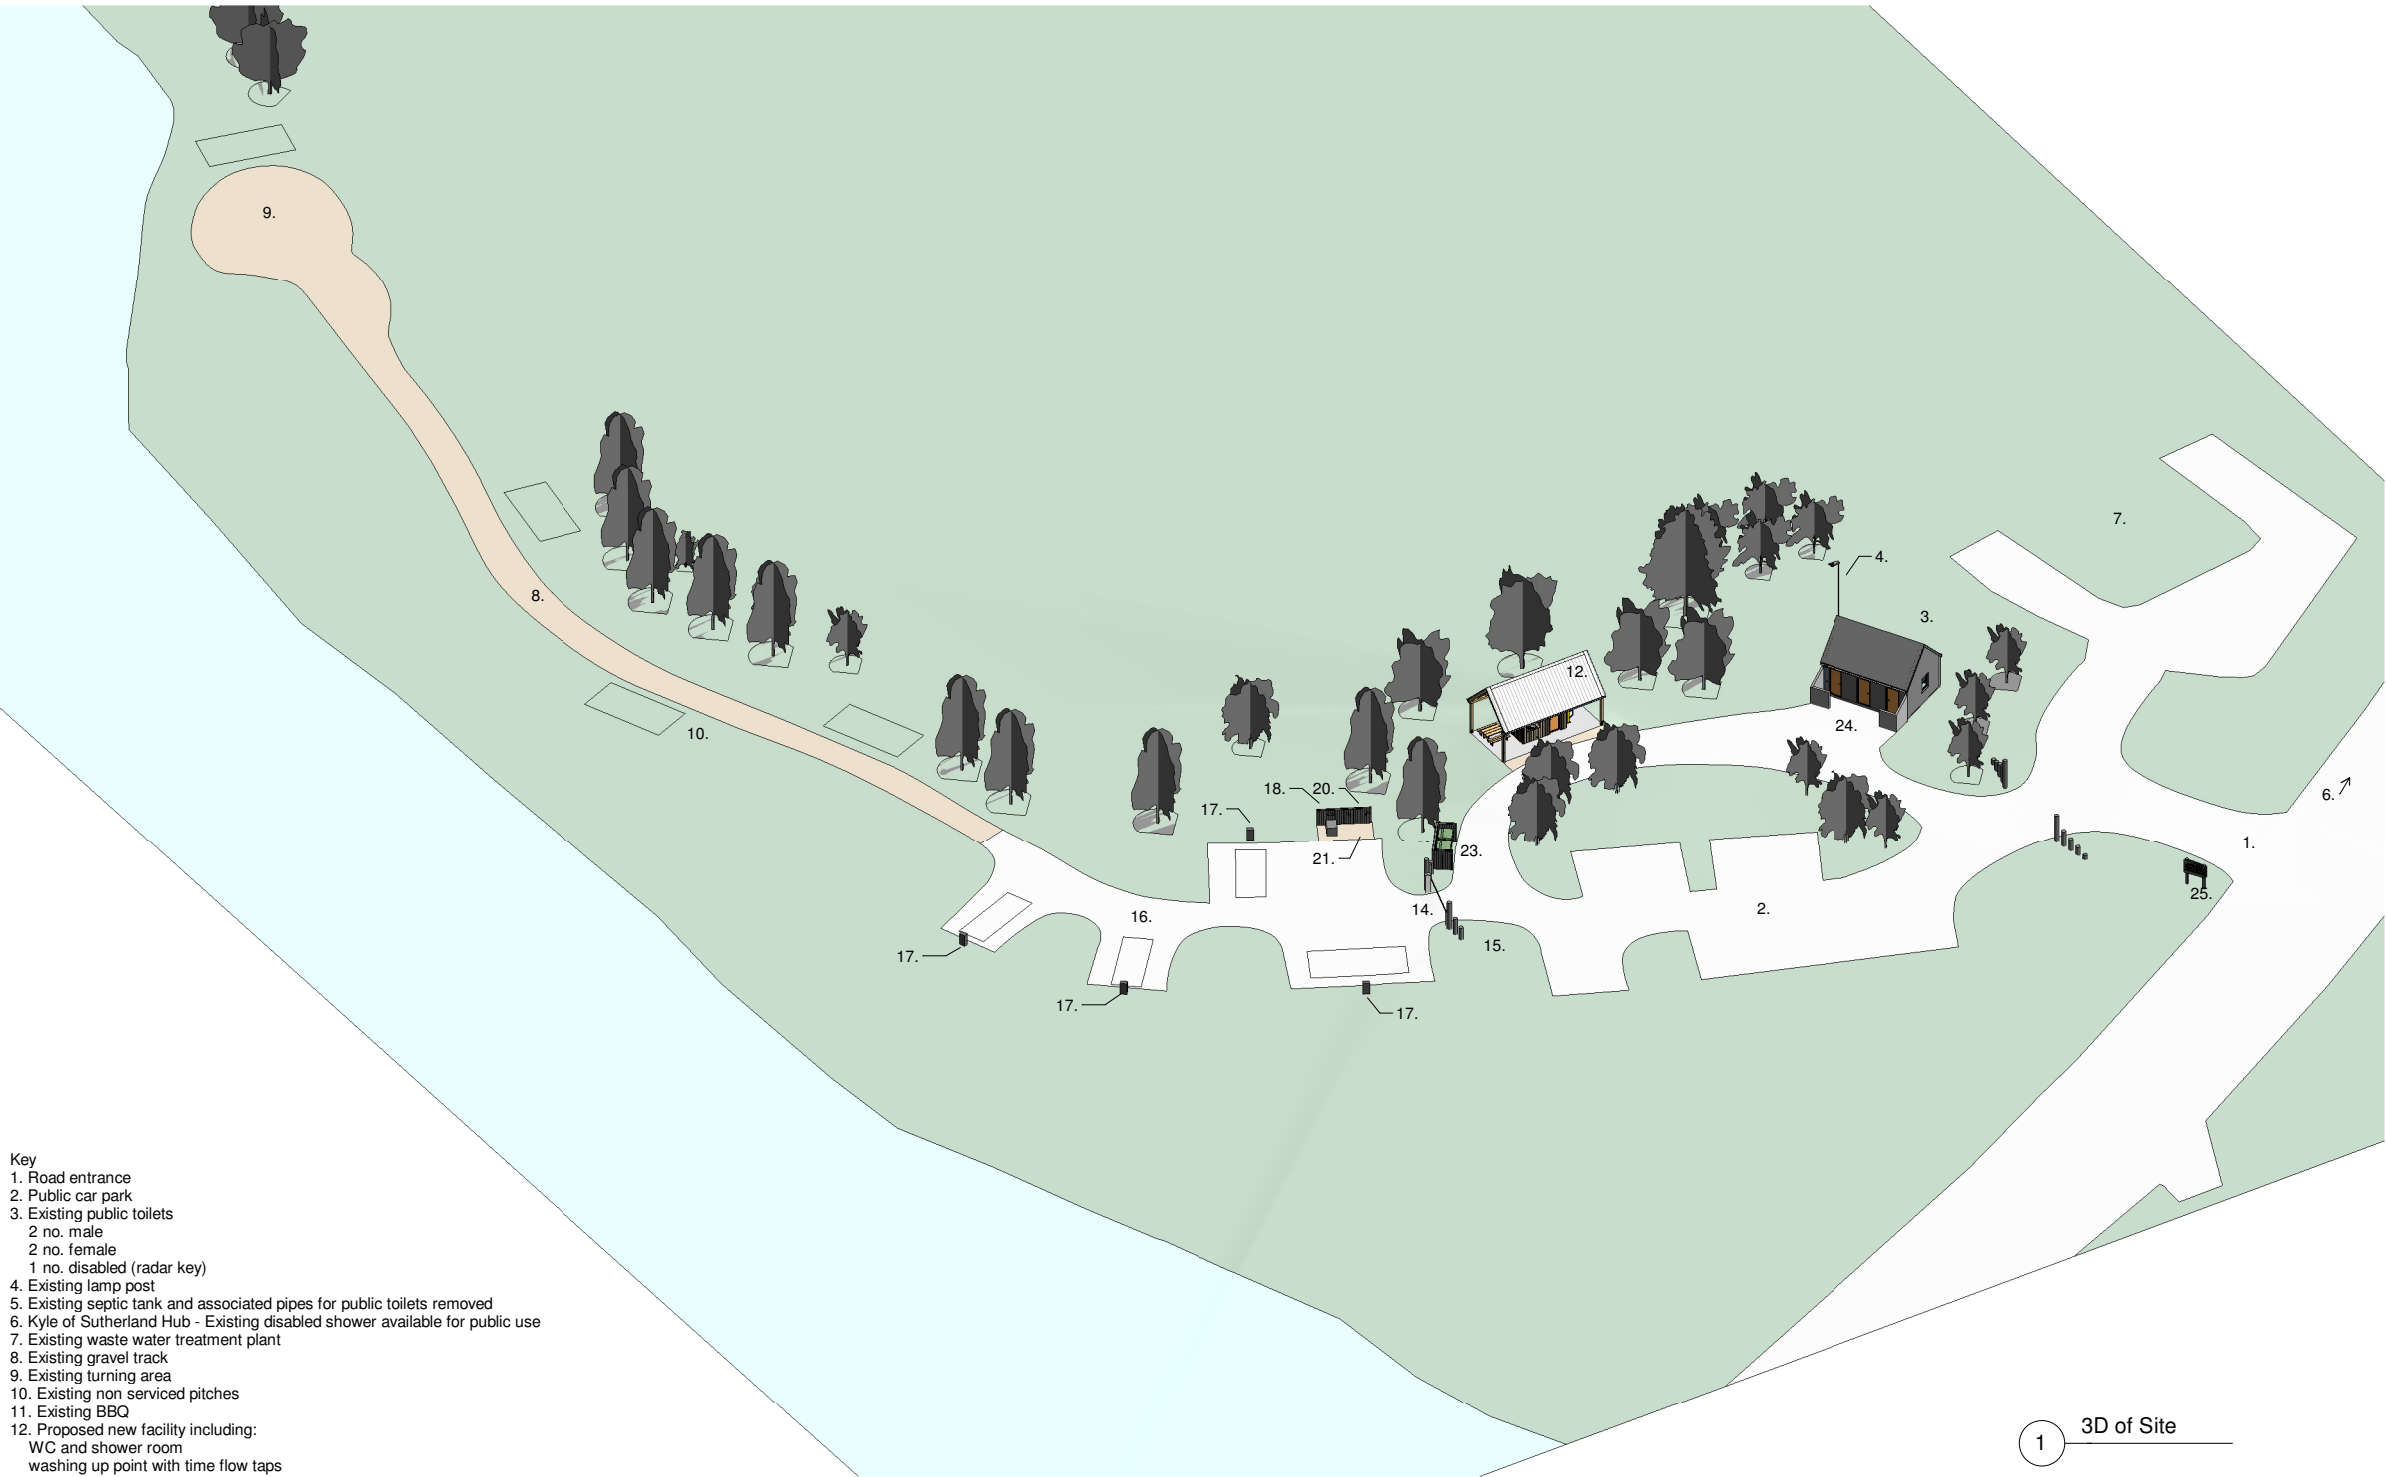 9.
7.
4.
8.
3.
12.
10.
24.
18.
20.
6.
17.
21.
23.
1.
25.
14.
2.
16.
15.
17.
17.
17.
Key
1. Road entrance
2. Public car park
3. Existing public toilets
2 no. male
2 no. female
1 no. disabled (radar key)
4. Existing lamp post
5. Existing septic tank and associated pipes for public toilets removed
6. Kyle of Sutherland Hub - Existing disabled shower available for public use
7. Existing waste water treatment plant
8. Existing gravel track
9. Existing turning area
10. Existing non serviced pitches
11. Existing BBQ
12. Proposed new facility including:
WC and shower room
washing up point with time flow taps
1
3D of Site